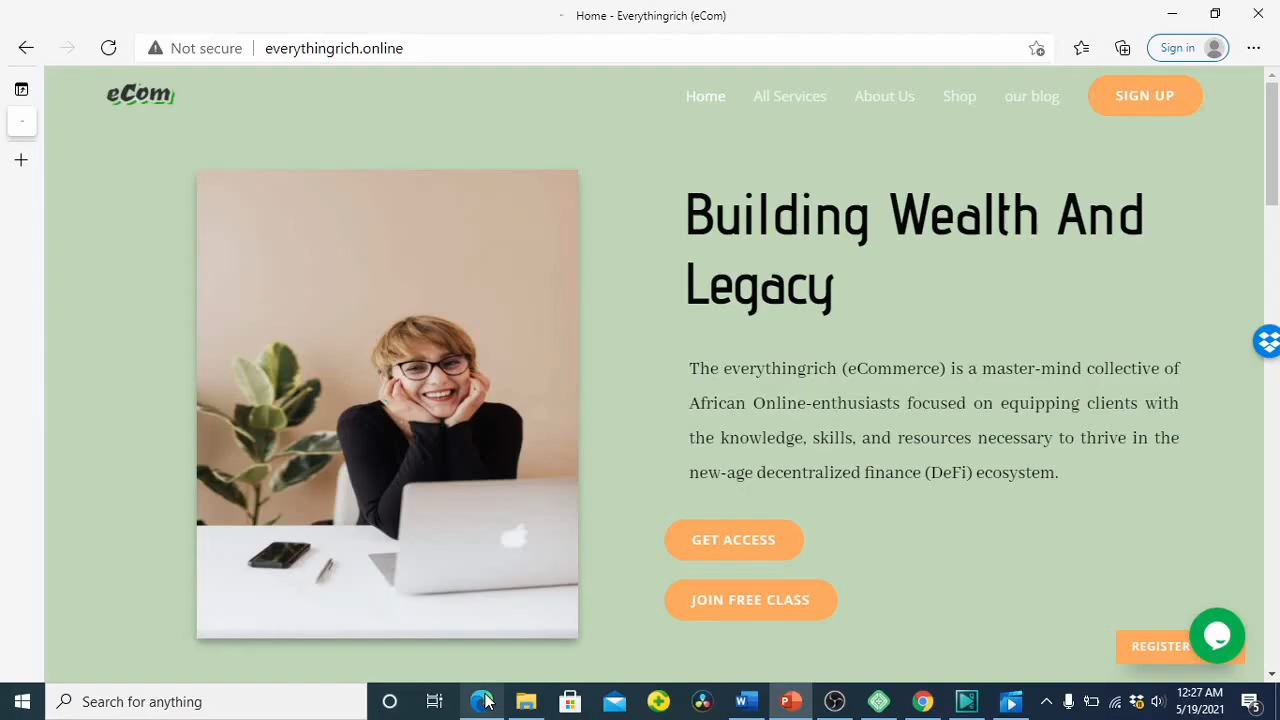 Home - Everythingrich (eCom)
Not secure
everythingrich.online
Sign in
eCom
Home
All Services
About Us
Shop
our blog
SIGN UP
Building Wealth And
Legacy
The everythingrich (eCommerce) is a master-mind collective of
African Online-enthusiasts focused on equipping clients with
the knowledge, skills, and resources necessary to thrive in the
new-age decentralized finance (DeFi) ecosystem.
GET ACCESS
JOIN FREE CLASS
REGISTER
Search for anything
12:27 AM
5/19/2021
5